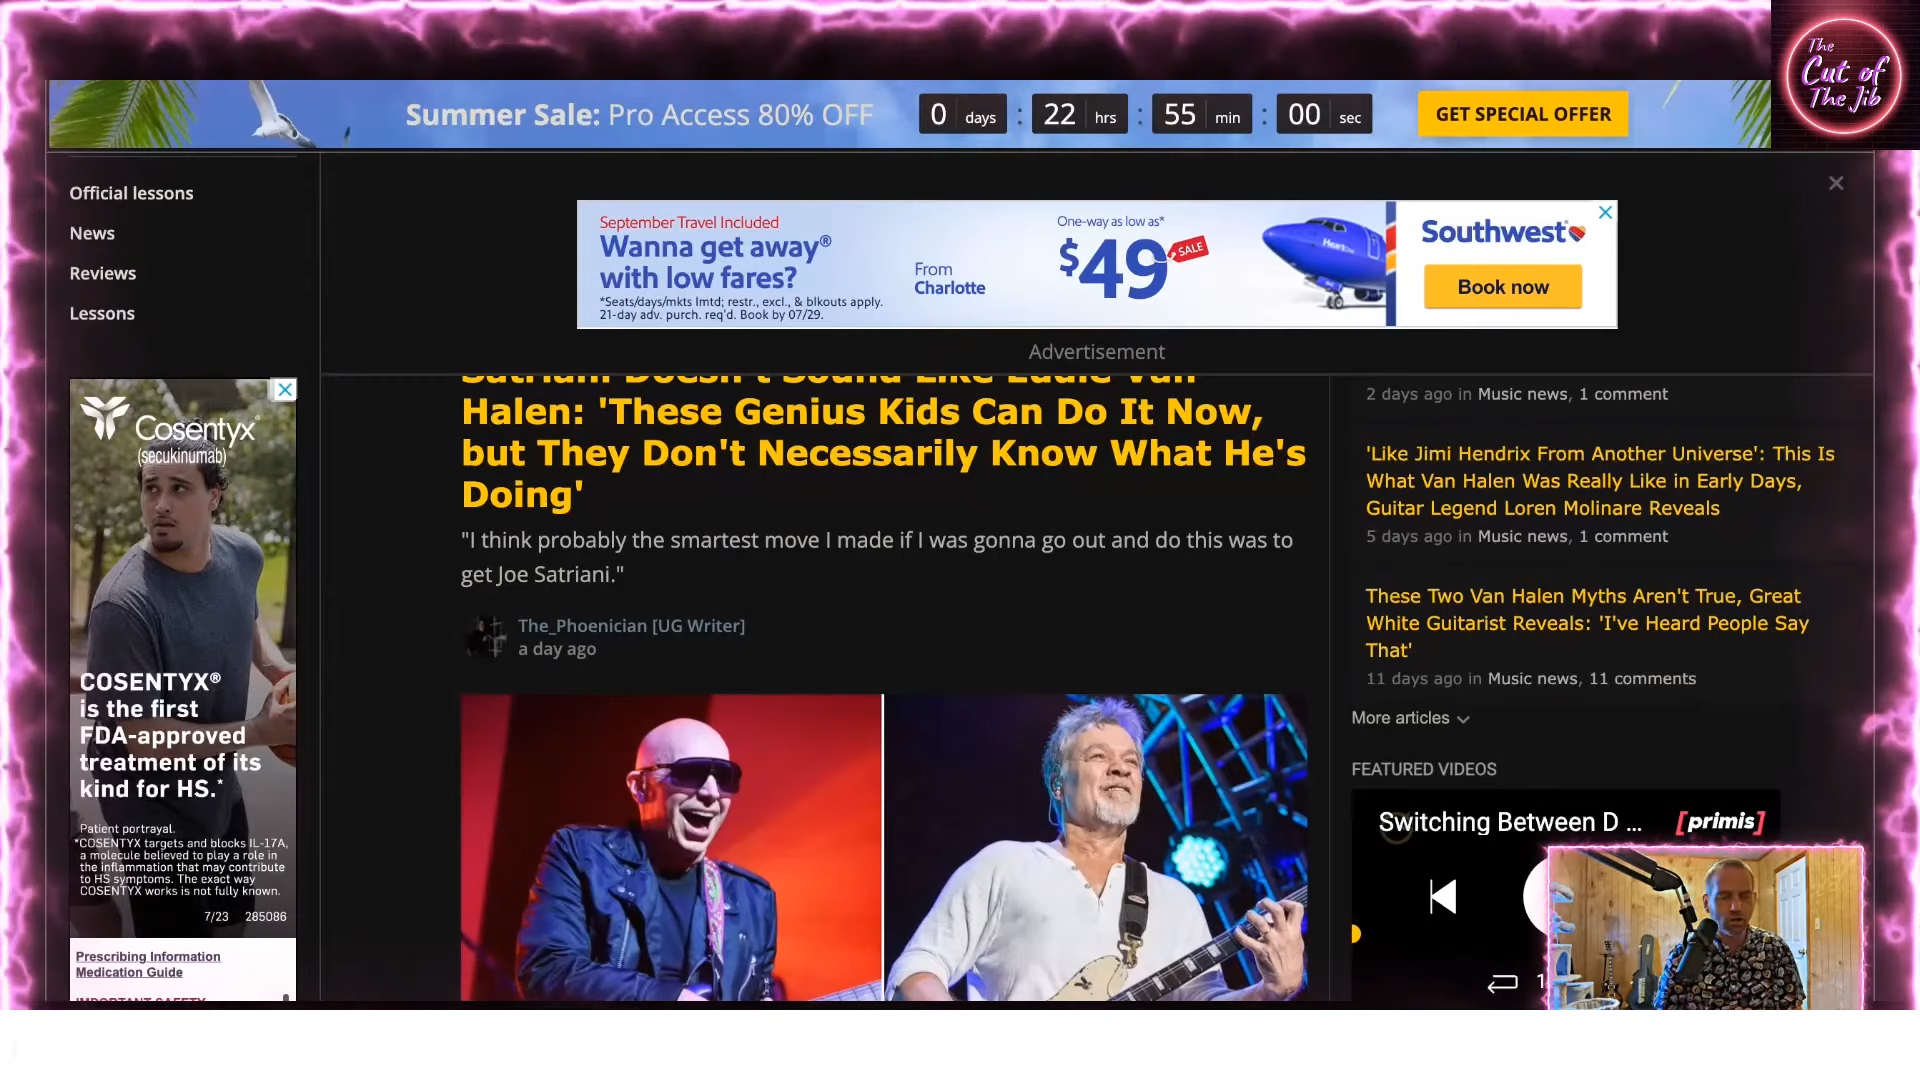 The
Cut of
The Jib
Summer Sale: Pro Access 80% OFF
0 days : 22 hrs : 55 min : 00 sec
GET SPECIAL OFFER
Official lessons
News
Reviews
Lessons
September Travel Included
Wanna get away®
with low fares?
*Seats/days/mkts lmtd; restr., excl., & blkouts apply.
21-day adv. purch. req'd. Book by 07/29.
From
Charlotte
One-way as low as*
$49
SALE
Southwest®
Book now
Advertisement
Cosentyx®
(secukinumab)
COSENTYX®
is the first
FDA-approved
treatment of its
kind for HS.*
Patient portrayal.
*COSENTYX targets and blocks IL-17A,
a molecule believed to play a role in
the inflammation that may contribute
to HS symptoms. The exact way
COSENTYX works is not fully known.
7/23 285086
Prescribing Information
Medication Guide
IMPORTANT SAFETY
Satriani Doesn't Sound Like Eddie Van
Halen: 'These Genius Kids Can Do It Now,
but They Don't Necessarily Know What He's
Doing'
"I think probably the smartest move I made if I was gonna go out and do this was to
get Joe Satriani."
The_Phoenician [UG Writer]
a day ago
2 days ago in Music news, 1 comment
'Like Jimi Hendrix From Another Universe': This Is
What Van Halen Was Really Like in Early Days,
Guitar Legend Loren Molinare Reveals
5 days ago in Music news, 1 comment
These Two Van Halen Myths Aren't True, Great
White Guitarist Reveals: 'I've Heard People Say
That'
11 days ago in Music news, 11 comments
More articles
FEATURED VIDEOS
Switching Between D ...
[primis]